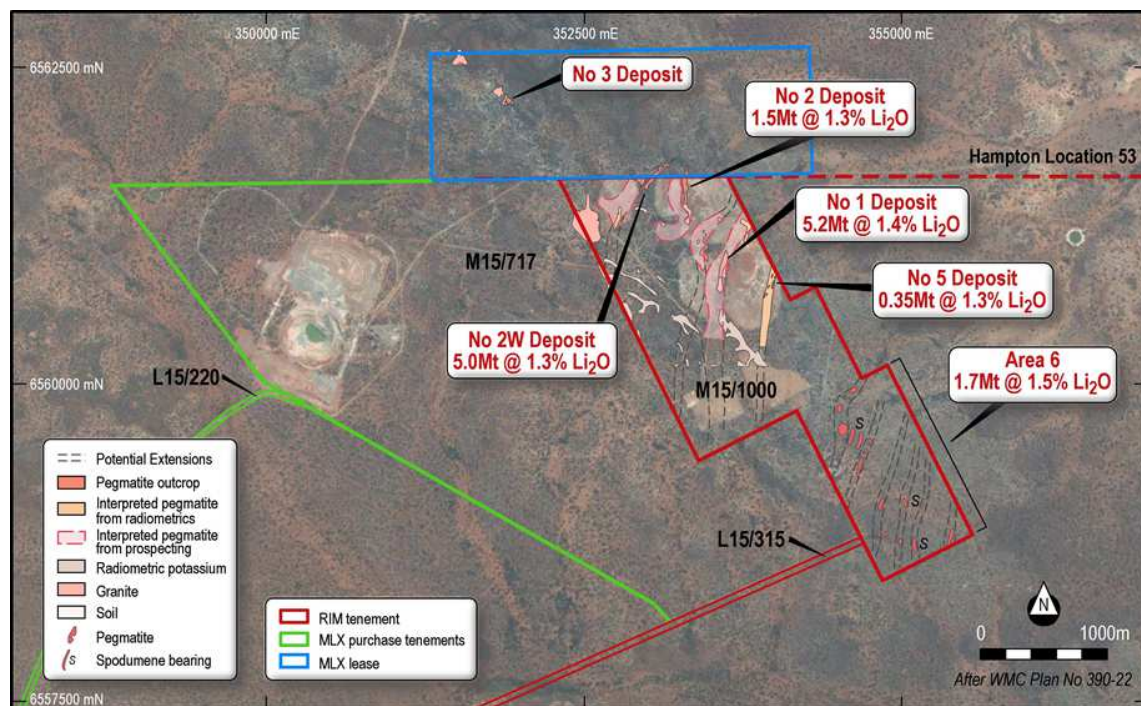 350000 mE
352500 mE
355000 mE
6562500 mN
No 3 Deposit
No 2 Deposit
1.5Mt @ 1.3% Li₂O
Hampton Location 53
No 1 Deposit
5.2Mt @ 1.4% Li₂O
M15/717
No 5 Deposit
0.35Mt @ 1.3% Li₂O
No 2W Deposit
5.0Mt @ 1.3% Li₂O
Area 6
1.7Mt @ 1.5% Li₂O
6560000 mN
L15/220
M15/1000
S
S
S
L15/315
Potential Extensions
Pegmatite outcrop
Interpreted pegmatite
from radiometrics
Interpreted pegmatite
from prospecting
Radiometric potassium
Granite
Soil
Pegmatite
S
Spodumene bearing
RIM tenement
MLX purchase tenements
MLX lease
N
0
1000m
After WMC Plan No 390-22
6557500 mN